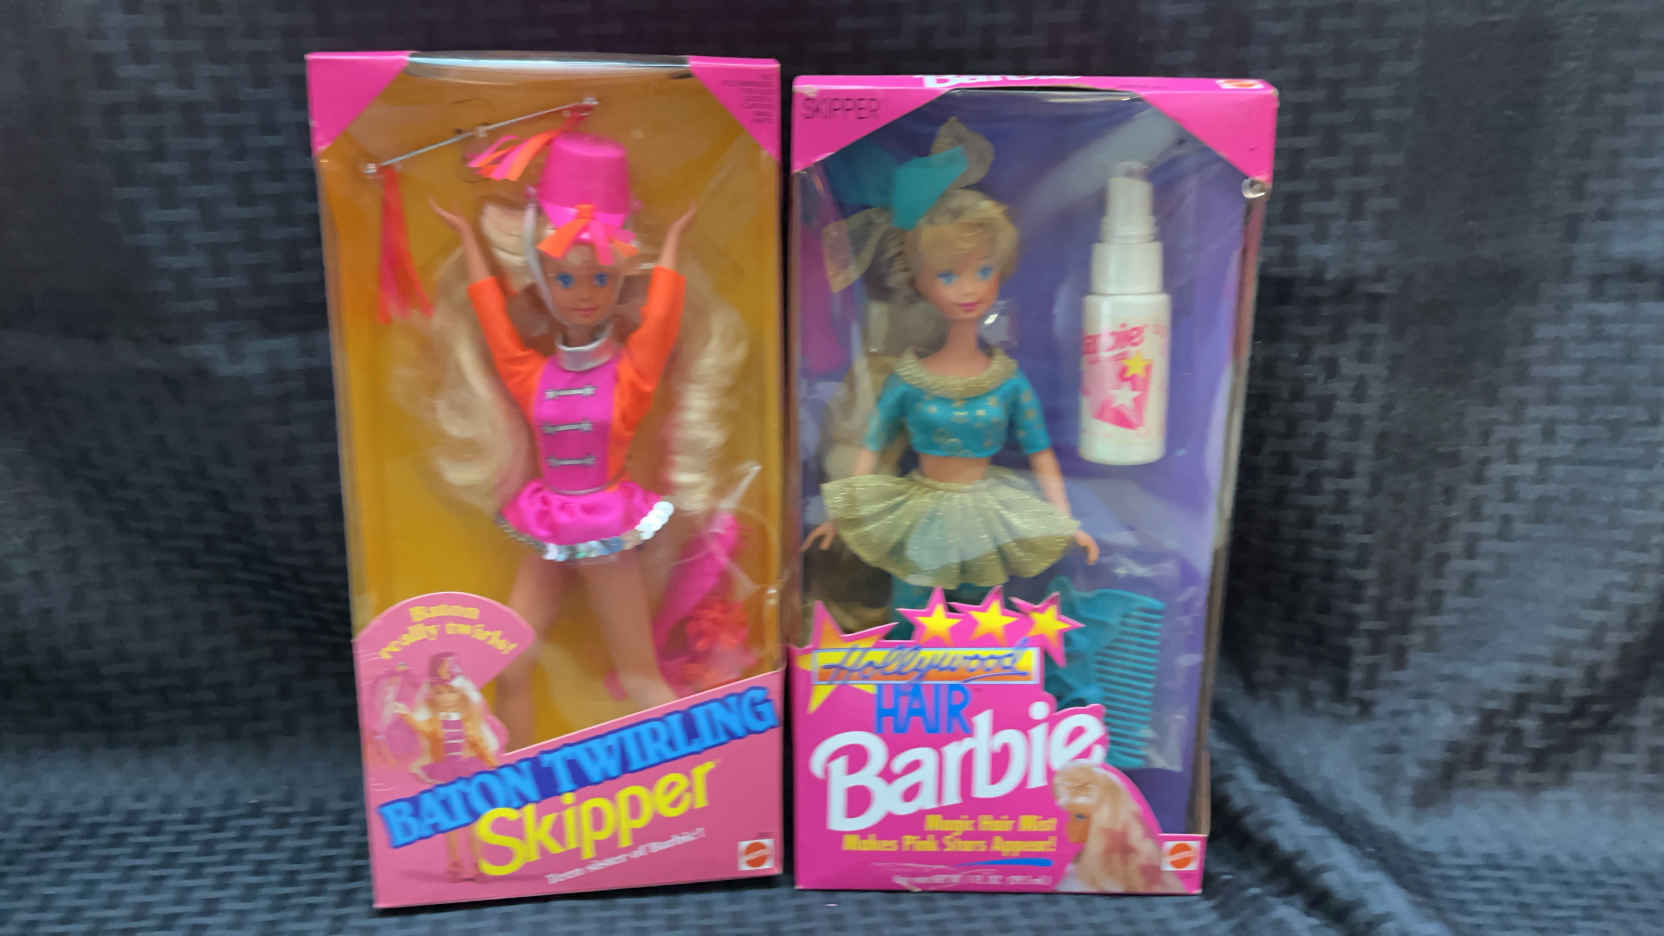 Baton
really twirls!
BATON TWIRLING
Skipper
Teen sister of Barbie!
Barbie
SKIPPER
Hollywood
HAIR
Barbie
Magic Hair Mist
Makes Pink Stars Appear!